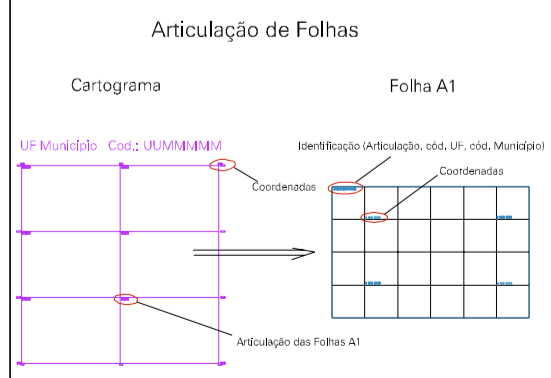 Articulação de Folhas
Cartograma
Folha A1
UF Município Cod.: UUMMMMM
Identificação (Articulação, cód. UF, cód. Município)
Coordenadas
Coordenadas
Articulação das Folhas A1